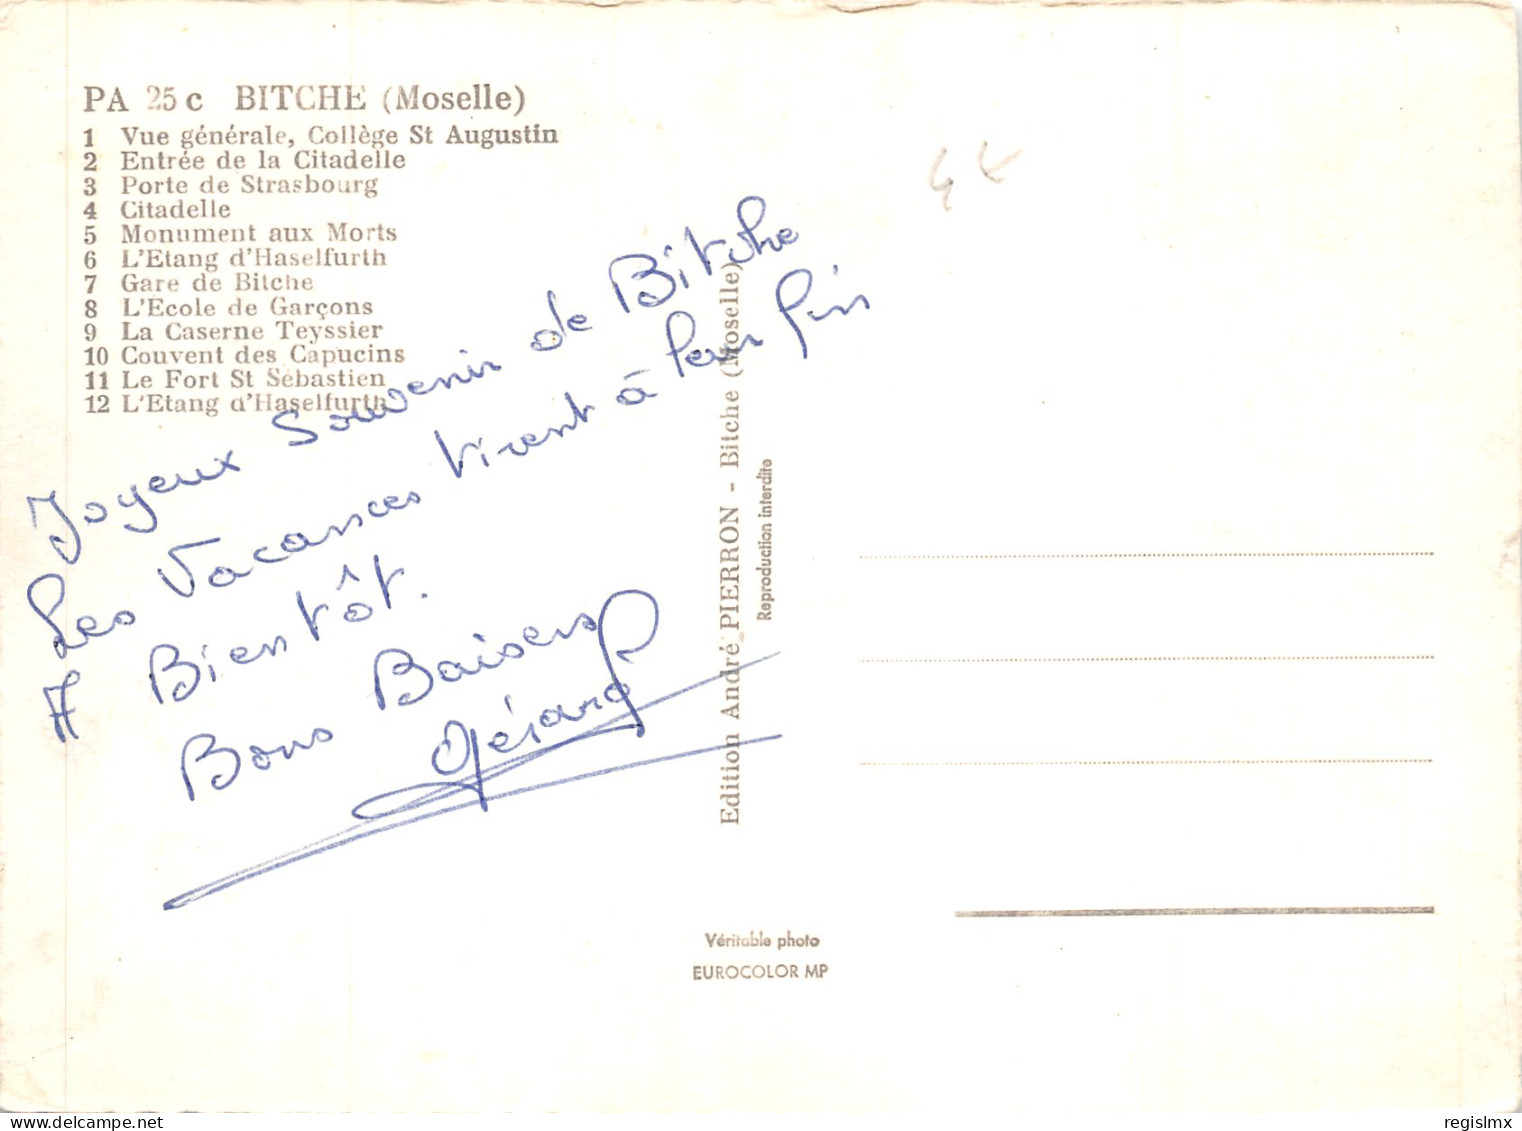 PA 25 c BITCHE (Moselle)
1 Vue générale, Collège St Augustin
2 Entrée de la Citadelle
3 Porte de Strasbourg
4 Citadelle
5 Monument aux Morts
6 L'Etang d'Haselfurth
7 Gare de Bitche
8 L'Ecole de Garçons
9 La Caserne Teyssier
10 Couvent des Capucins
11 Le Fort St Sébastien
12 L'Etang d'Haselfurth
Joyeux Souvenir de Bitche
Les Vacances tirent à leur fin
A Bientôt.
Bons Baisers
Gérard
Edition André PIERRON - Bitche (Moselle)
Reproduction interdite
Véritable photo
EUROCOLOR MP
regislmx